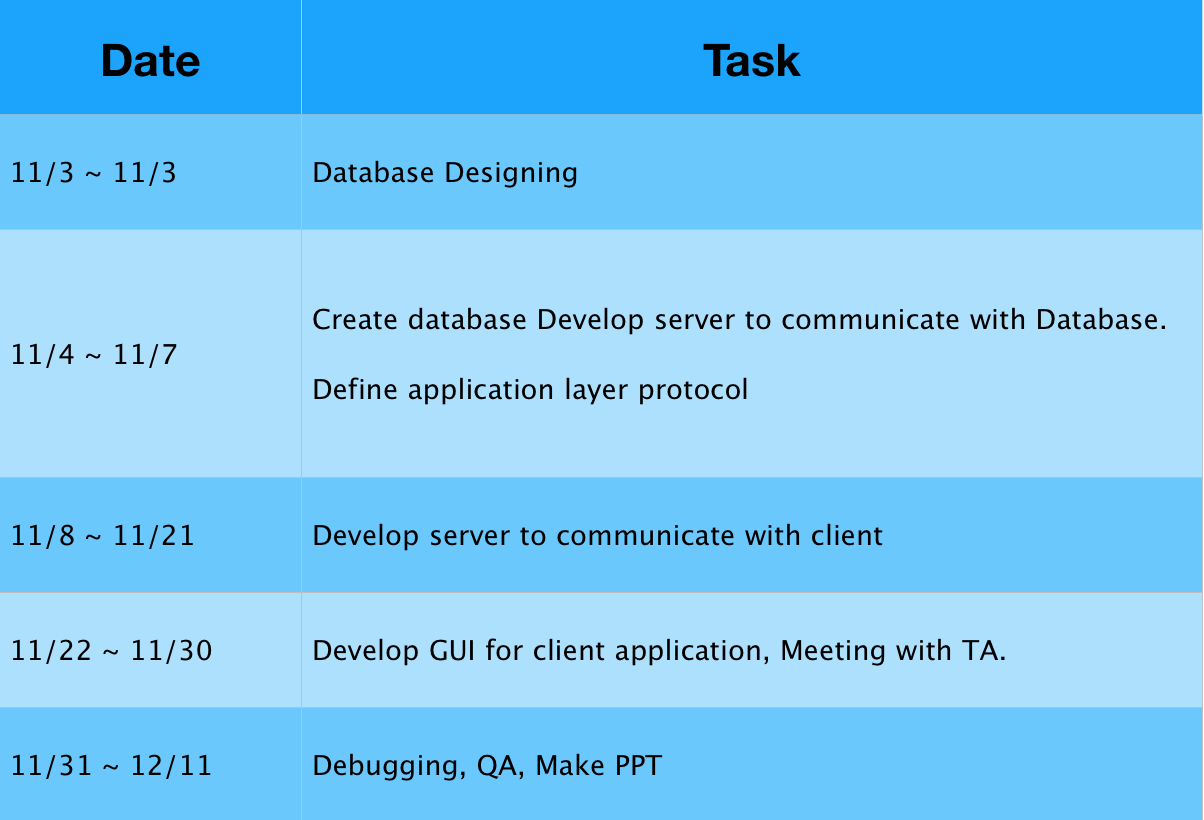 Date Task
11/3 ~ 11/3 Database Designing
11/4 ~ 11/7 Create database Develop server to communicate with Database.
Define application layer protocol
11/8 ~ 11/21 Develop server to communicate with client
11/22 ~ 11/30 Develop GUI for client application, Meeting with TA.
11/31 ~ 12/11 Debugging, QA, Make PPT